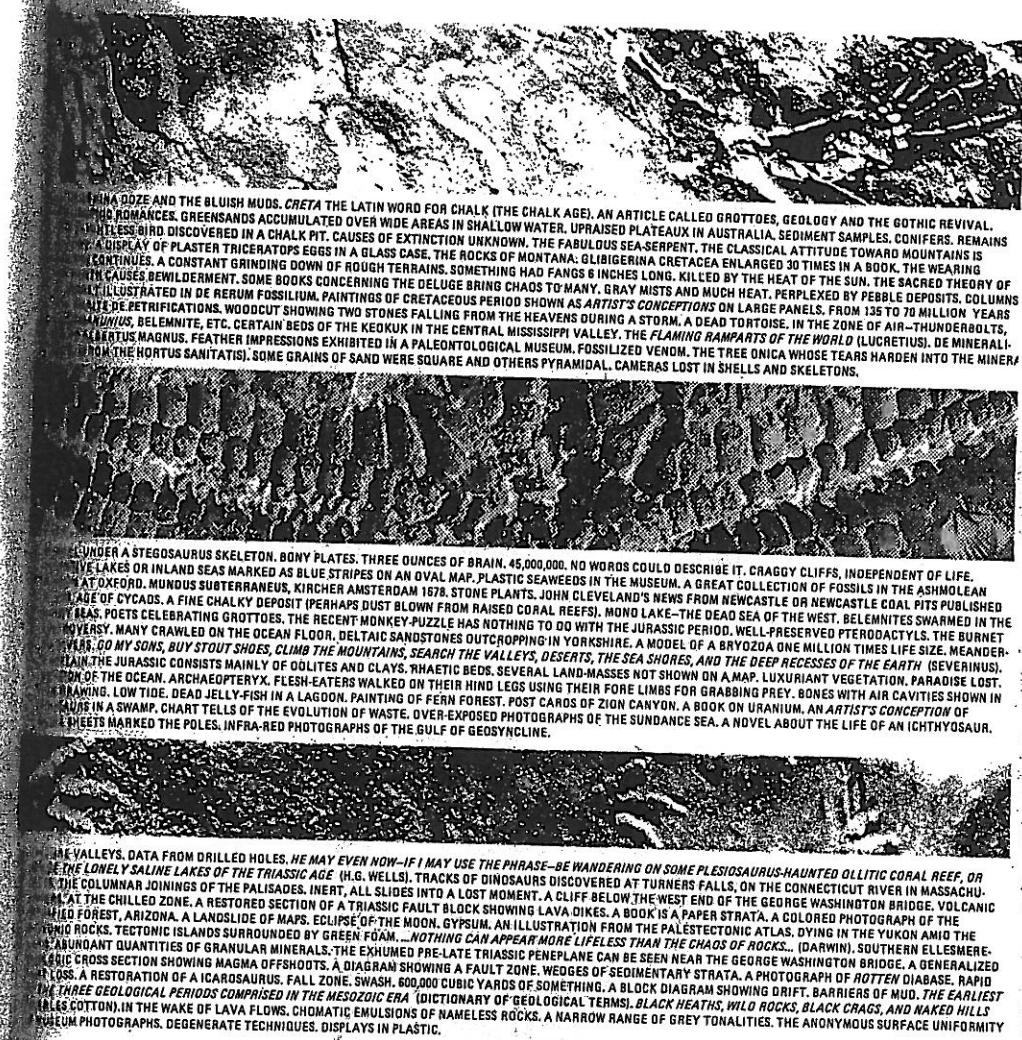 OOZE AND THE BLUISH MUDS. CRETA THE LATIN WORD FOR CHALK (THE CHALK AGE). AN ARTICLE CALLED GROTTOES, GEOLOGY AND THE GOTHIC REVIVAL.
ROMANCES. GREENSANDS ACCUMULATED OVER WIDE AREAS IN SHALLOW WATER. UPRAISED PLATEAUX IN AUSTRALIA. SEDIMENT SAMPLES. CONIFERS. REMAINS
BIRD DISCOVERED IN A CHALK PIT. CAUSES OF EXTINCTION UNKNOWN. THE FABULOUS SEA-SERPENT. THE CLASSICAL ATTITUDE TOWARD MOUNTAINS IS
A DISPLAY OF PLASTER TRICERATOPS EGGS IN A GLASS CASE. THE ROCKS OF MONTANA: GLIBIGERINA CRETACEA ENLARGED 30 TIMES IN A BOOK. THE WEARING
CONTINUES. A CONSTANT GRINDING DOWN OF ROUGH TERRAINS. SOMETHING HAD FANGS 6 INCHES LONG. KILLED BY THE HEAT OF THE SUN. THE SACRED THEORY OF
CAUSES BEWILDERMENT. SOME BOOKS CONCERNING THE DELUGE BRING CHAOS TO MANY. GRAY MISTS AND MUCH HEAT. PERPLEXED BY PEBBLE DEPOSITS, COLUMNS
ILLUSTRATED IN DE RERUM FOSSILIUM. PAINTINGS OF CRETACEOUS PERIOD SHOWN AS ARTIST'S CONCEPTIONS ON LARGE PANELS. FROM 135 TO 70 MILLION YEARS
DE PETRIFICATIONS. WOODCUT SHOWING TWO STONES FALLING FROM THE HEAVENS DURING A STORM. A DEAD TORTOISE. IN THE ZONE OF AIR–THUNDERBOLTS,
BELEMNITE, ETC. CERTAIN BEDS OF THE KEOKUK IN THE CENTRAL MISSISSIPPI VALLEY. THE FLAMING RAMPARTS OF THE WORLD (LUCRETIUS). DE MINERALI-
MAGNUS. FEATHER IMPRESSIONS EXHIBITED IN A PALEONTOLOGICAL MUSEUM. FOSSILIZED VENOM. THE TREE ONICA WHOSE TEARS HARDEN INTO THE MINERA
FROM THE HORTUS SANITATIS). SOME GRAINS OF SAND WERE SQUARE AND OTHERS PYRAMIDAL. CAMERAS LOST IN SHELLS AND SKELETONS.
UNDER A STEGOSAURUS SKELETON. BONY PLATES. THREE OUNCES OF BRAIN. 45,000,000. NO WORDS COULD DESCRIBE IT. CRAGGY CLIFFS, INDEPENDENT OF LIFE.
LAKES OR INLAND SEAS MARKED AS BLUE STRIPES ON AN OVAL MAP. PLASTIC SEAWEEDS IN THE MUSEUM. A GREAT COLLECTION OF FOSSILS IN THE ASHMOLEAN
AT OXFORD. MUNDUS SUBTERRANEUS, KIRCHER AMSTERDAM 1678. STONE PLANTS. JOHN CLEVELAND'S NEWS FROM NEWCASTLE OR NEWCASTLE COAL PITS PUBLISHED
AGE OF CYCADS. A FINE CHALKY DEPOSIT (PERHAPS DUST BLOWN FROM RAISED CORAL REEFS). MONO LAKE–THE DEAD SEA OF THE WEST. BELEMNITES SWARMED IN THE
SEAS. POETS CELEBRATING GROTTOES. THE RECENT MONKEY-PUZZLE HAS NOTHING TO DO WITH THE JURASSIC PERIOD. WELL-PRESERVED PTERODACTYLS. THE BURNET
MANY CRAWLED ON THE OCEAN FLOOR. DELTAIC SANDSTONES OUTCROPPING IN YORKSHIRE. A MODEL OF A BRYOZOA ONE MILLION TIMES LIFE SIZE. MEANDER-
GO MY SONS, BUY STOUT SHOES, CLIMB THE MOUNTAINS, SEARCH THE VALLEYS, DESERTS, THE SEA SHORES, AND THE DEEP RECESSES OF THE EARTH (SEVERINUS).
THE JURASSIC CONSISTS MAINLY OF OOLITES AND CLAYS. RHAETIC BEDS. SEVERAL LAND-MASSES NOT SHOWN ON A MAP. LUXURIANT VEGETATION. PARADISE LOST.
OF THE OCEAN. ARCHAEOPTERYX. FLESH-EATERS WALKED ON THEIR HIND LEGS USING THEIR FORE LIMBS FOR GRABBING PREY. BONES WITH AIR CAVITIES SHOWN IN
DRAWING. LOW TIDE. DEAD JELLY-FISH IN A LAGOON. PAINTING OF FERN FOREST. POST CARDS OF ZION CANYON. A BOOK ON URANIUM. AN ARTIST'S CONCEPTION OF
IN A SWAMP. CHART TELLS OF THE EVOLUTION OF WASTE. OVER-EXPOSED PHOTOGRAPHS OF THE SUNDANCE SEA. A NOVEL ABOUT THE LIFE OF AN ICHTHYOSAUR.
SHEETS MARKED THE POLES. INFRA-RED PHOTOGRAPHS OF THE GULF OF GEOSYNCLINE.
VALLEYS. DATA FROM DRILLED HOLES. HE MAY EVEN NOW–IF I MAY USE THE PHRASE–BE WANDERING ON SOME PLESIOSAURUS-HAUNTED OLLITIC CORAL REEF, OR
THE LONELY SALINE LAKES OF THE TRIASSIC AGE (H.G. WELLS). TRACKS OF DINOSAURS DISCOVERED AT TURNERS FALLS, ON THE CONNECTICUT RIVER IN MASSACHU-
THE COLUMNAR JOININGS OF THE PALISADES. INERT, ALL SLIDES INTO A LOST MOMENT. A CLIFF BELOW THE WEST END OF THE GEORGE WASHINGTON BRIDGE. VOLCANIC
AT THE CHILLED ZONE. A RESTORED SECTION OF A TRIASSIC FAULT BLOCK SHOWING LAVA DIKES. A BOOK IS A PAPER STRATA. A COLORED PHOTOGRAPH OF THE
FOREST, ARIZONA. A LANDSLIDE OF MAPS. ECLIPSE OF THE MOON. GYPSUM. AN ILLUSTRATION FROM THE PALESTECTONIC ATLAS. DYING IN THE YUKON AMID THE
ROCKS. TECTONIC ISLANDS SURROUNDED BY GREEN FOAM. ...NOTHING CAN APPEAR MORE LIFELESS THAN THE CHAOS OF ROCKS... (DARWIN). SOUTHERN ELLESMERE-
ABUNDANT QUANTITIES OF GRANULAR MINERALS. THE EXHUMED PRE-LATE TRIASSIC PENEPLANE CAN BE SEEN NEAR THE GEORGE WASHINGTON BRIDGE. A GENERALIZED
CROSS SECTION SHOWING MAGMA OFFSHOOTS. A DIAGRAM SHOWING A FAULT ZONE. WEDGES OF SEDIMENTARY STRATA. A PHOTOGRAPH OF ROTTEN DIABASE. RAPID
LOSS. A RESTORATION OF A ICAROSAURUS. FALL ZONE. SWASH. 600,000 CUBIC YARDS OF SOMETHING. A BLOCK DIAGRAM SHOWING DRIFT. BARRIERS OF MUD. THE EARLIEST
THE THREE GEOLOGICAL PERIODS COMPRISED IN THE MESOZOIC ERA (DICTIONARY OF GEOLOGICAL TERMS). BLACK HEATHS, WILD ROCKS, BLACK CRAGS, AND NAKED HILLS
COTTON). IN THE WAKE OF LAVA FLOWS. CHOMATIC EMULSIONS OF NAMELESS ROCKS. A NARROW RANGE OF GREY TONALITIES. THE ANONYMOUS SURFACE UNIFORMITY
MUSEUM PHOTOGRAPHS. DEGENERATE TECHNIQUES. DISPLAYS IN PLASTIC.